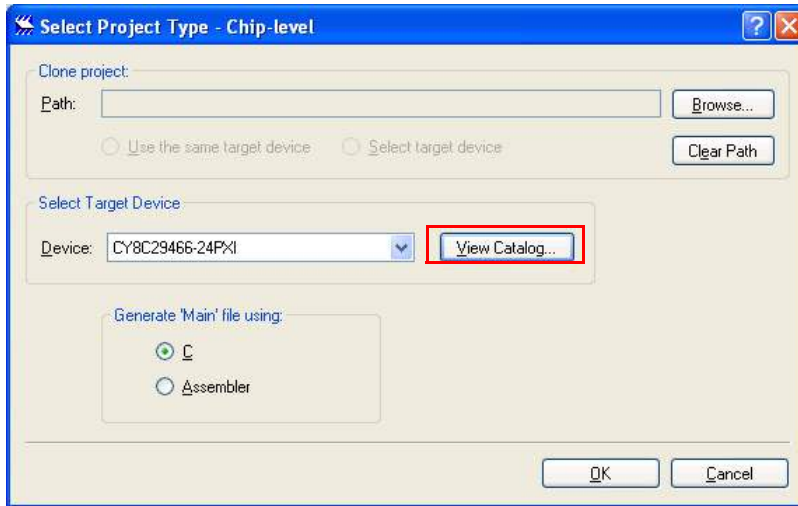 Select Project Type - Chip-level
Clone project:
Path:
Browse...
Use the same target device
Select target device
Clear Path
Select Target Device
Device:
CY8C29466-24PXI
View Catalog...
Generate 'Main' file using:
C
Assembler
OK
Cancel